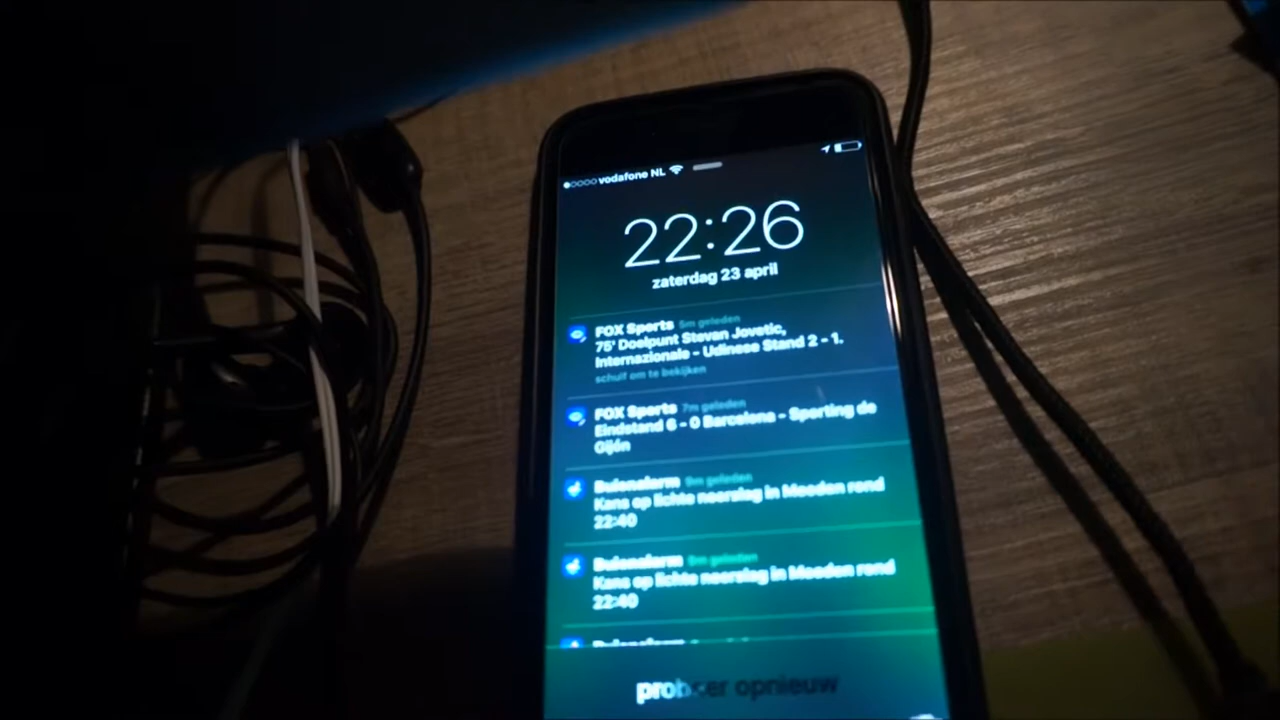 vodafone NL
22:26
zaterdag 23 april
FOX Sports 5m geleden
75' Doelpunt Stevan Jovetic,
Internazionale - Udinese Stand 2 - 1.
schuif om te bekijken
FOX Sports 7m geleden
Eindstand 6 - 0 Barcelona - Sporting de
Gijón
Buienalarm 9m geleden
Kans op lichte neerslag in Meeden rond
22:40
Buienalarm 9m geleden
Kans op lichte neerslag in Meeden rond
22:40
Buienalarm
probeer opnieuw